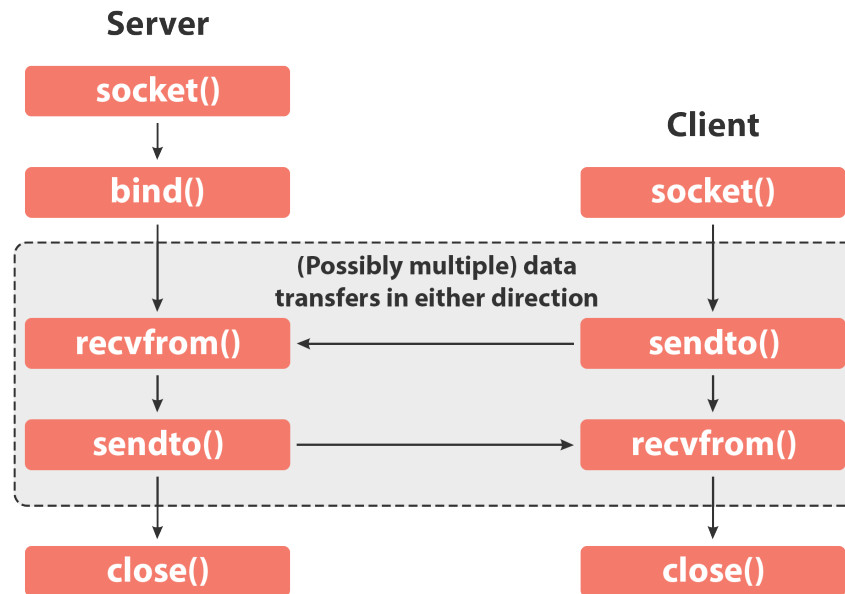 Server
socket()
Client
bind()
socket()
(Possibly multiple) data
transfers in either direction
recvfrom()
sendto()
sendto()
recvfrom()
close()
close()